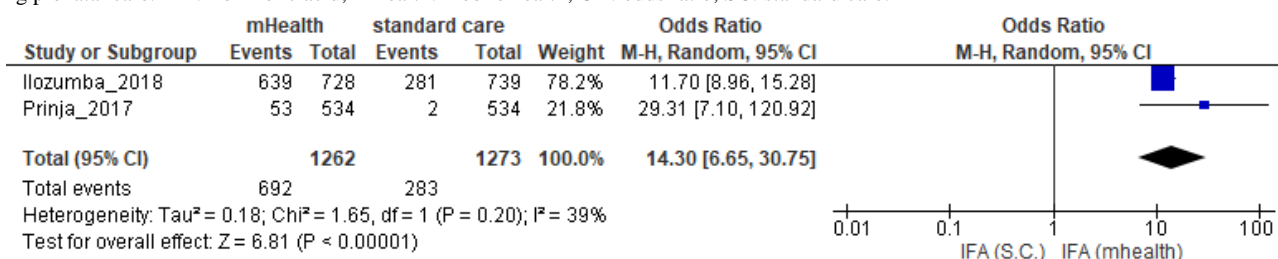 mHealth standard care Odds Ratio Odds Ratio
Study or Subgroup Events Total Events Total Weight M-H, Random, 95% CI M-H, Random, 95% CI
Ilozumba_2018 639 728 281 739 78.2% 11.70 [8.96, 15.28]
Prinja_2017 53 534 2 534 21.8% 29.31 [7.10, 120.92]
Total (95% CI) 1262 1273 100.0% 14.30 [6.65, 30.75]
Total events 692 283
Heterogeneity: Tau² = 0.18; Chi² = 1.65, df = 1 (P = 0.20); I² = 39%
Test for overall effect: Z = 6.81 (P < 0.00001)
0.01 0.1 1 10 100
IFA (S.C.) IFA (mhealth)